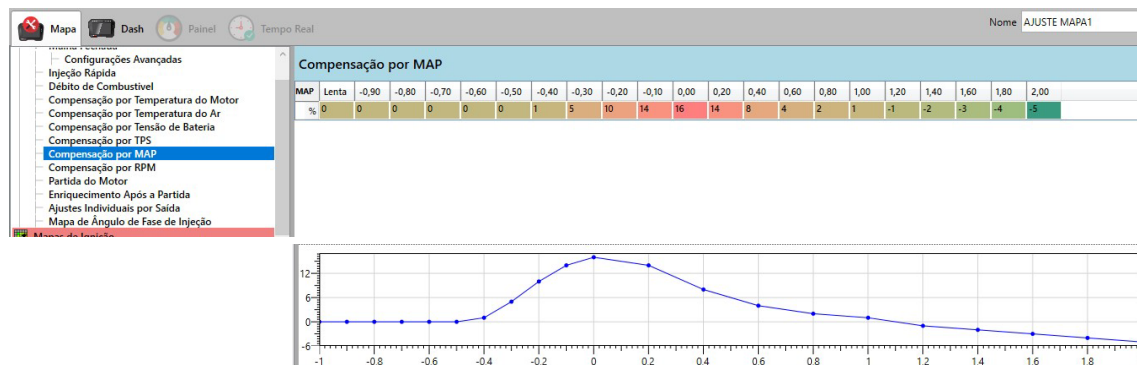 Mapa Dash Painel Tempo Real Nome AJUSTE MAPA1
Malha Fechada
Configurações Avançadas
Injeção Rápida
Débito de Combustível
Compensação por Temperatura do Motor
Compensação por Temperatura do Ar
Compensação por Tensão de Bateria
Compensação por TPS
Compensação por MAP
Compensação por RPM
Partida do Motor
Enriquecimento Após a Partida
Ajustes Individuais por Saída
Mapa de Ângulo de Fase de Injeção
Mapas de Ignição
Compensação por MAP
MAP Lenta -0,90 -0,80 -0,70 -0,60 -0,50 -0,40 -0,30 -0,20 -0,10 0,00 0,20 0,40 0,60 0,80 1,00 1,20 1,40 1,60 1,80 2,00
% 0 0 0 0 0 0 1 5 10 14 16 14 8 4 2 1 -1 -2 -3 -4 -5
12
6
0
-6
-1 -0.8 -0.6 -0.4 -0.2 0 0.2 0.4 0.6 0.8 1 1.2 1.4 1.6 1.8